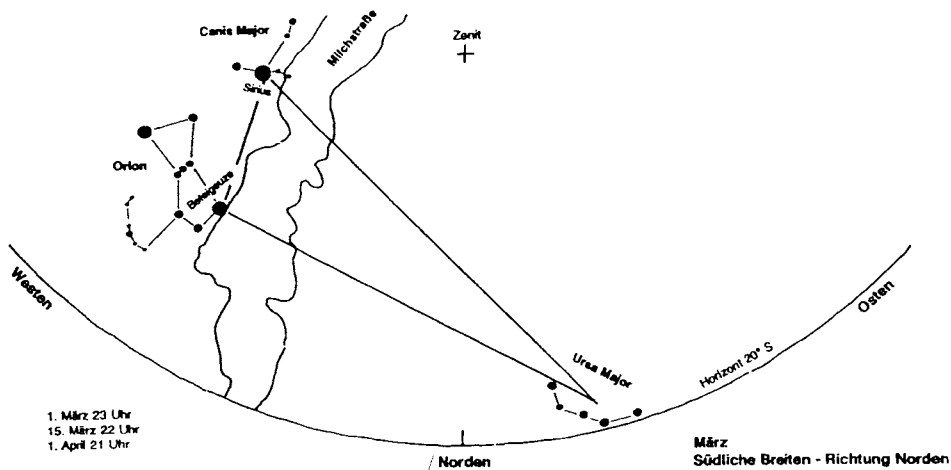 Canis Major
Milchstraße
Zenit
Sirius
Orion
Beteigeuze
Westen
Osten
Ursa Major
Horizont 20° S
1. März 23 Uhr
15. März 22 Uhr
1. April 21 Uhr
Norden
März
Südliche Breiten - Richtung Norden